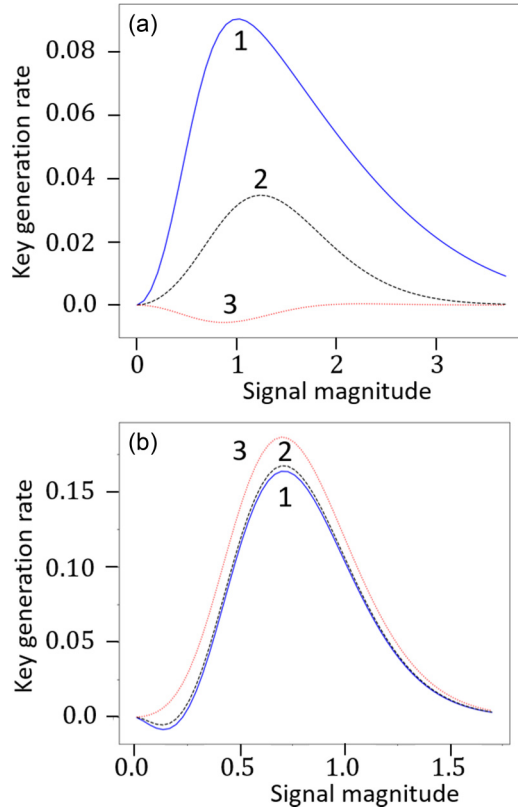 (a)
1
2
3
0.08
0.06
0.04
0.02
0.0
Key generation rate
0 1 2 3
Signal magnitude
(b)
3 2
1
0.15
0.10
0.05
0.0
Key generation rate
0.0 0.5 1.0 1.5
Signal magnitude